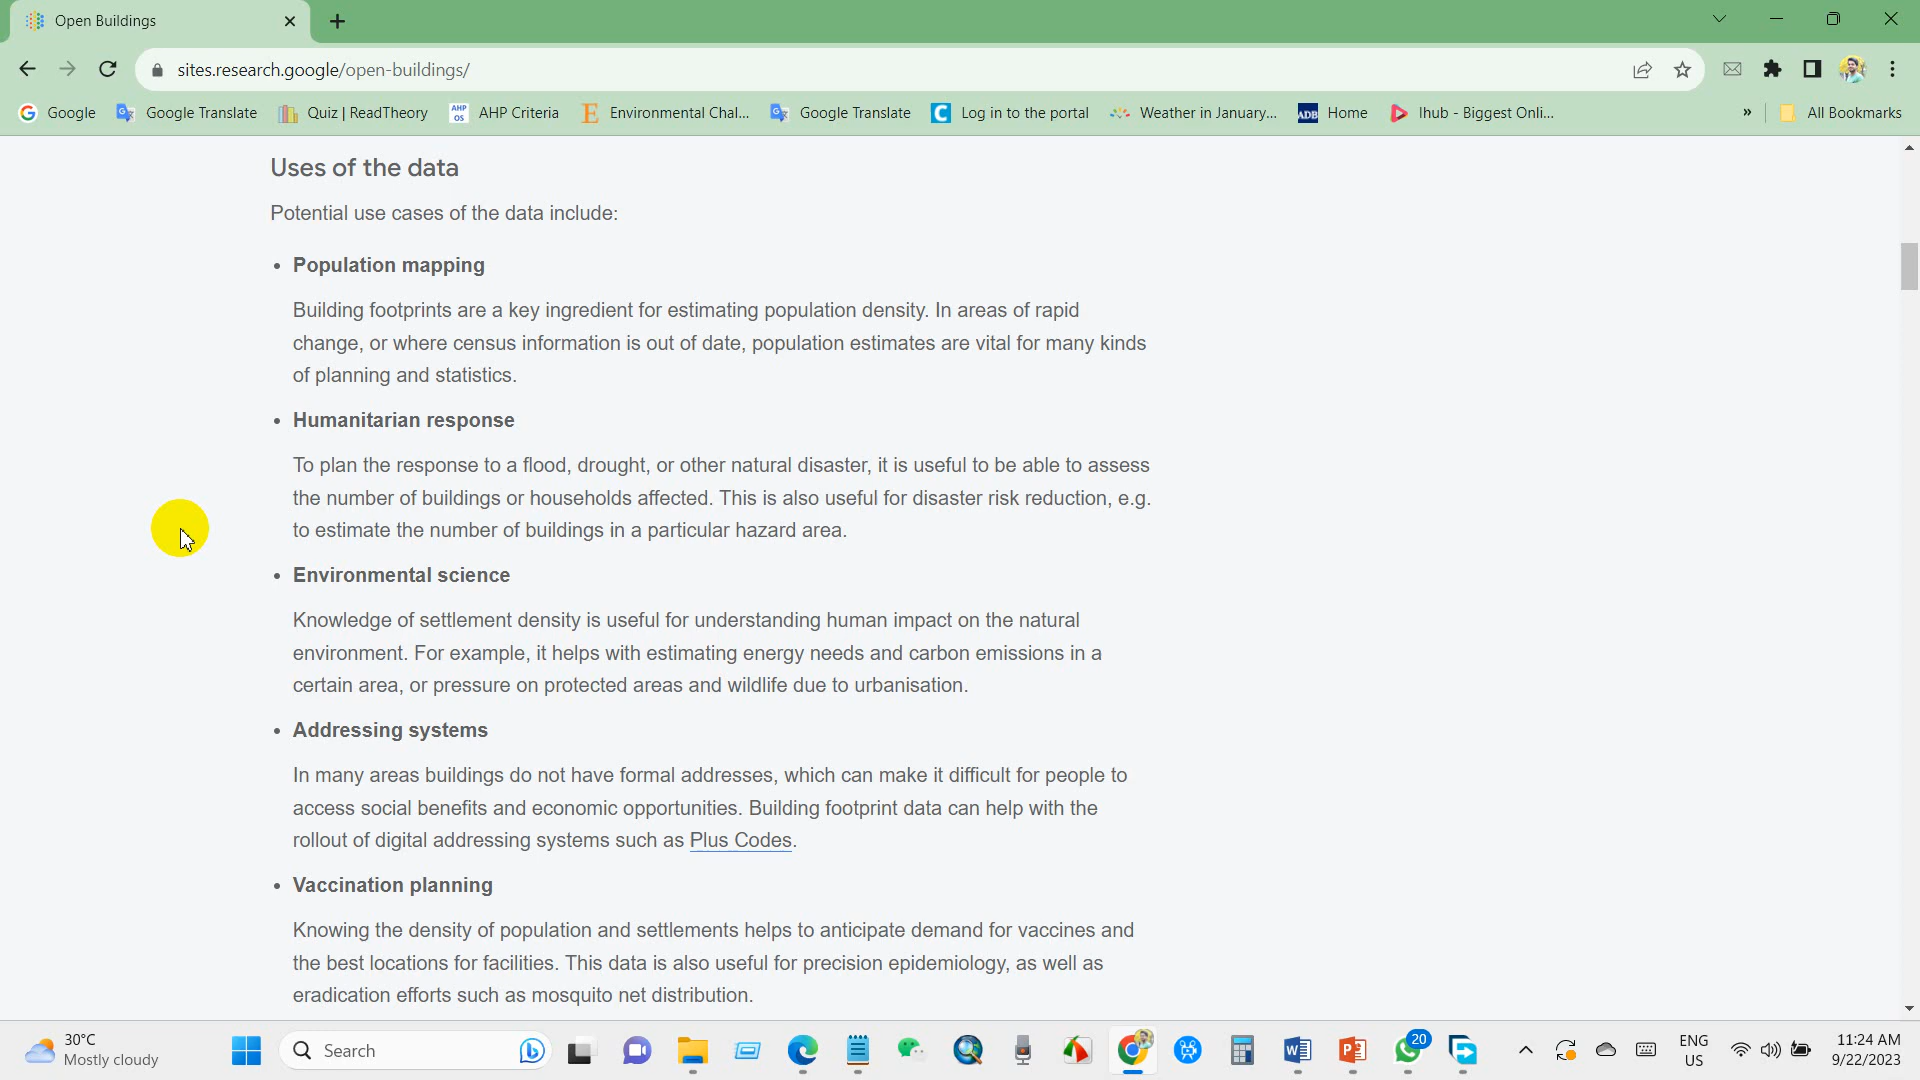 Open Buildings
sites.research.google/open-buildings/
Google
Google Translate
Quiz | ReadTheory
AHP OS
AHP Criteria
E
Environmental Chal...
Google Translate
C
Log in to the portal
Weather in January,...
ADB
Home
Ihub - Biggest Onli...
»
All Bookmarks
Uses of the data
Potential use cases of the data include:
• Population mapping
Building footprints are a key ingredient for estimating population density. In areas of rapid
change, or where census information is out of date, population estimates are vital for many kinds
of planning and statistics.
• Humanitarian response
To plan the response to a flood, drought, or other natural disaster, it is useful to be able to assess
the number of buildings or households affected. This is also useful for disaster risk reduction, e.g.
to estimate the number of buildings in a particular hazard area.
• Environmental science
Knowledge of settlement density is useful for understanding human impact on the natural
environment. For example, it helps with estimating energy needs and carbon emissions in a
certain area, or pressure on protected areas and wildlife due to urbanisation.
• Addressing systems
In many areas buildings do not have formal addresses, which can make it difficult for people to
access social benefits and economic opportunities. Building footprint data can help with the
rollout of digital addressing systems such as Plus Codes.
• Vaccination planning
Knowing the density of population and settlements helps to anticipate demand for vaccines and
the best locations for facilities. This data is also useful for precision epidemiology, as well as
eradication efforts such as mosquito net distribution.
30°C
Mostly cloudy
Search
20
ENG
US
11:24 AM
9/22/2023